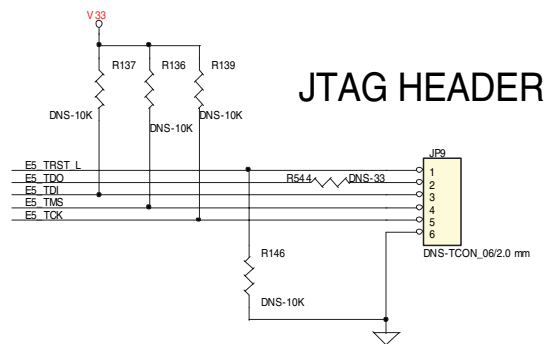 V33
R137
R136
R139
DNS-10K
DNS-10K
DNS-10K
JTAG HEADER
JP9
E5_TRST_L
1
E5_TDO
R544
DNS-33
2
E5_TDI
3
E5_TMS
4
E5_TCK
5
6
R146
DNS-TCON_06/2.0 mm
DNS-10K